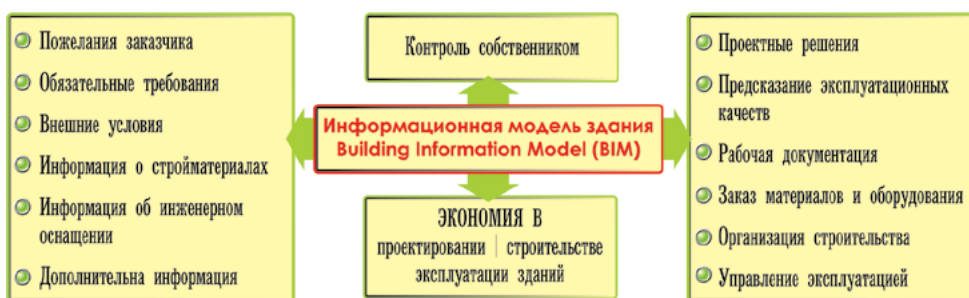 Пожелания заказчика
Обязательные требования
Внешние условия
Информация о стройматериалах
Информация об инженерном
оснащении
Дополнительна информация
Контроль собственником
Информационная модель здания
Building Information Model (BIM)
ЭКОНОМИЯ В
проектировании | строительстве
эксплуатации зданий
Проектные решения
Предсказание эксплуатационных
качеств
Рабочая документация
Заказ материалов и оборудования
Организация строительства
Управление эксплуатацией